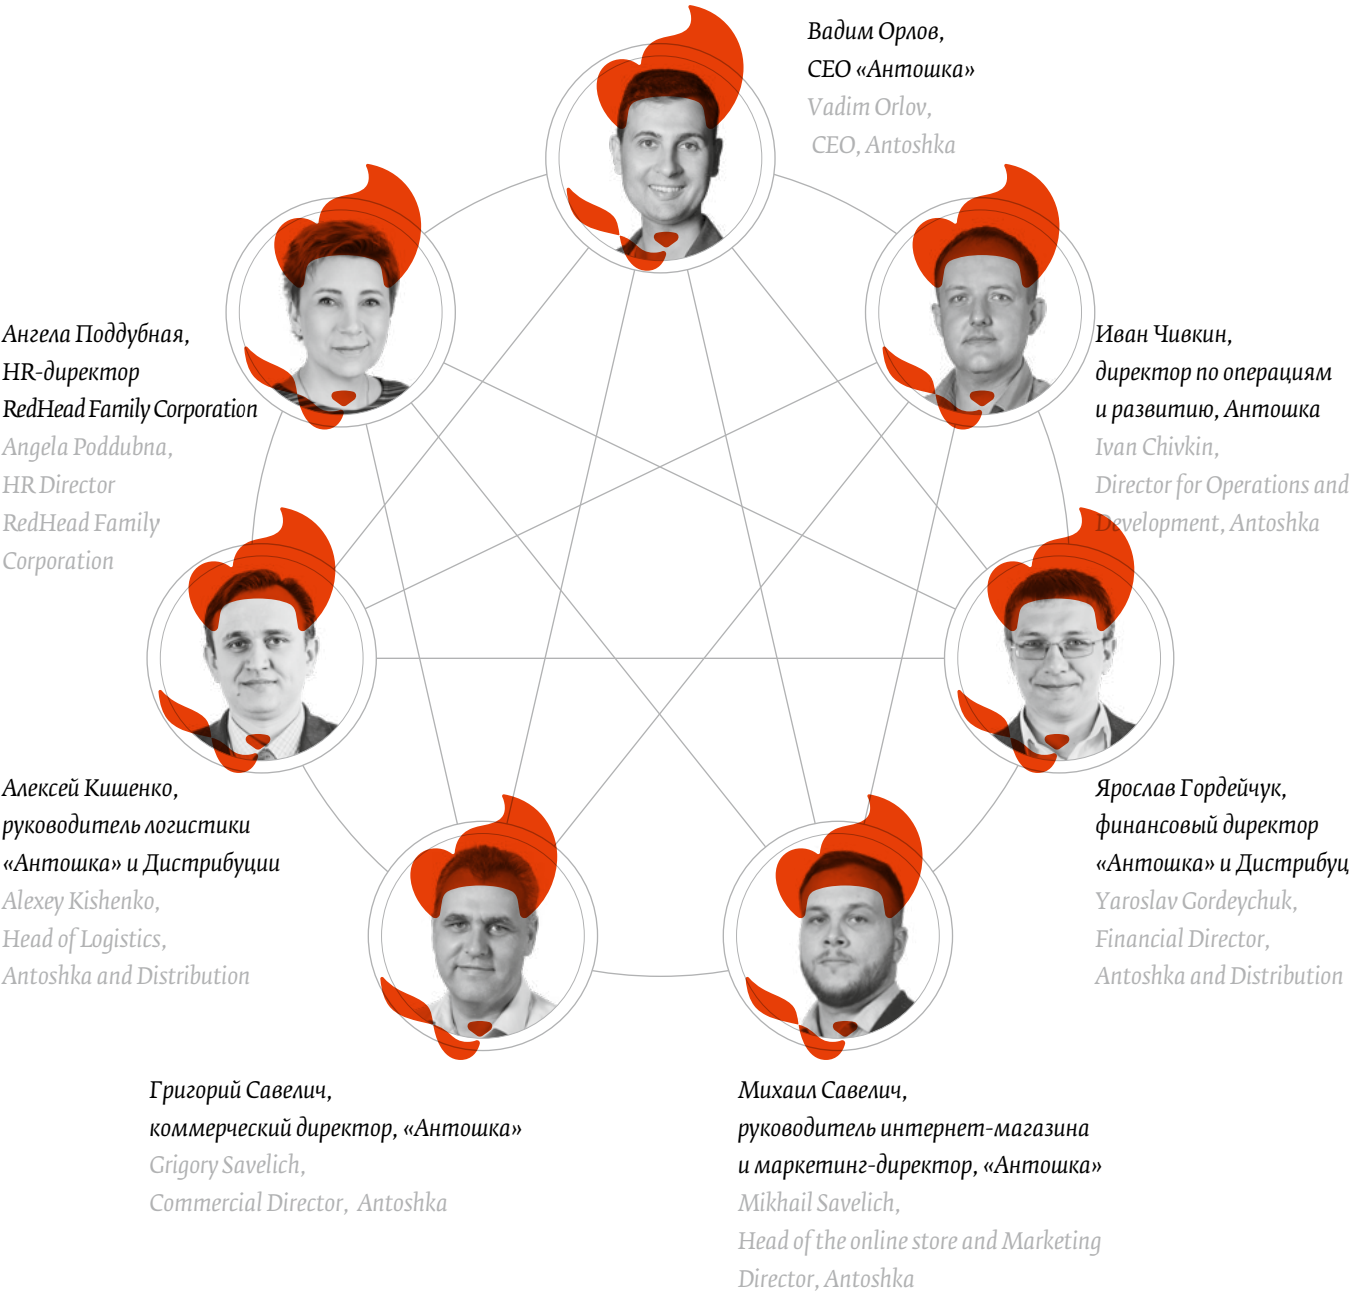 Вадим Орлов,
CEO «Антошка»
Vadim Orlov,
CEO, Antoshka
Ангела Поддубная,
HR-директор
RedHead Family Corporation
Angela Poddubna,
HR Director
RedHead Family
Corporation
Иван Чивкин,
директор по операциям
и развитию, Антошка
Ivan Chivkin,
Director for Operations and
Development, Antoshka
Алексей Кишенко,
руководитель логистики
«Антошка» и Дистрибуции
Alexey Kishenko,
Head of Logistics,
Antoshka and Distribution
Ярослав Гордейчук,
финансовый директор
«Антошка» и Дистрибуц
Yaroslav Gordeychuk,
Financial Director,
Antoshka and Distribution
Григорий Савелич,
коммерческий директор, «Антошка»
Grigory Savelich,
Commercial Director, Antoshka
Михаил Савелич,
руководитель интернет-магазина
и маркетинг-директор, «Антошка»
Mikhail Savelich,
Head of the online store and Marketing
Director, Antoshka